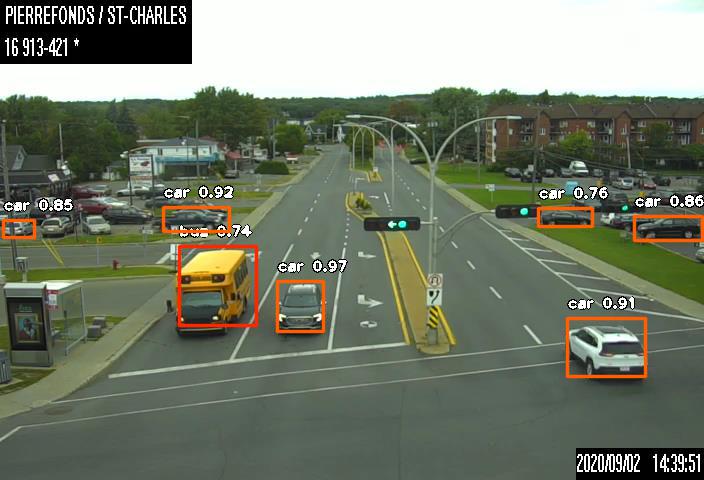 PIERREFONDS / ST-CHARLES
16 913-421 *
car 0.85
car 0.92
car 0.76
car 0.86
bus 0.74
car 0.97
car 0.91
2020/09/02 14:39:51